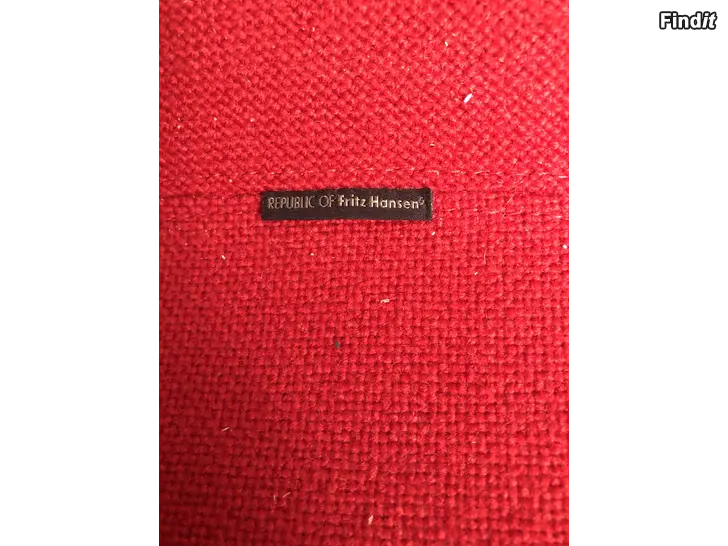 Findit
REPUBLIC OF Fritz Hansen®